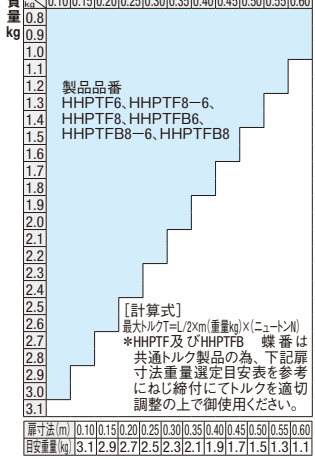 質量kg
kg 0.10 0.15 0.20 0.25 0.30 0.35 0.40 0.45 0.50 0.55 0.60
0.8
0.9
1.0
1.1
1.2
1.3
1.4
1.5
1.6
1.7
1.8
1.9
2.0
2.1
2.2
2.3
2.4
2.5
2.6
2.7
2.8
2.9
3.0
3.1
製品品番
HHPTF6、HHPTF8−6、
HHPTF8、HHPTFB6、
HHPTFB8−6、HHPTFB8
[計算式]
最大トルクT=L/2×m(重量kg)×(ニュートンN)
*HHPTF及びHHPTFB 蝶番は
共通トルク製品の為、下記扉
寸法重量選定目安表を参考
にねじ締付にてトルクを適切
調整の上で御使用ください。
扉寸法(m) 0.10 0.15 0.20 0.25 0.30 0.35 0.40 0.45 0.50 0.55 0.60
目安重量(kg) 3.1 2.9 2.7 2.5 2.3 2.1 1.9 1.7 1.5 1.3 1.1